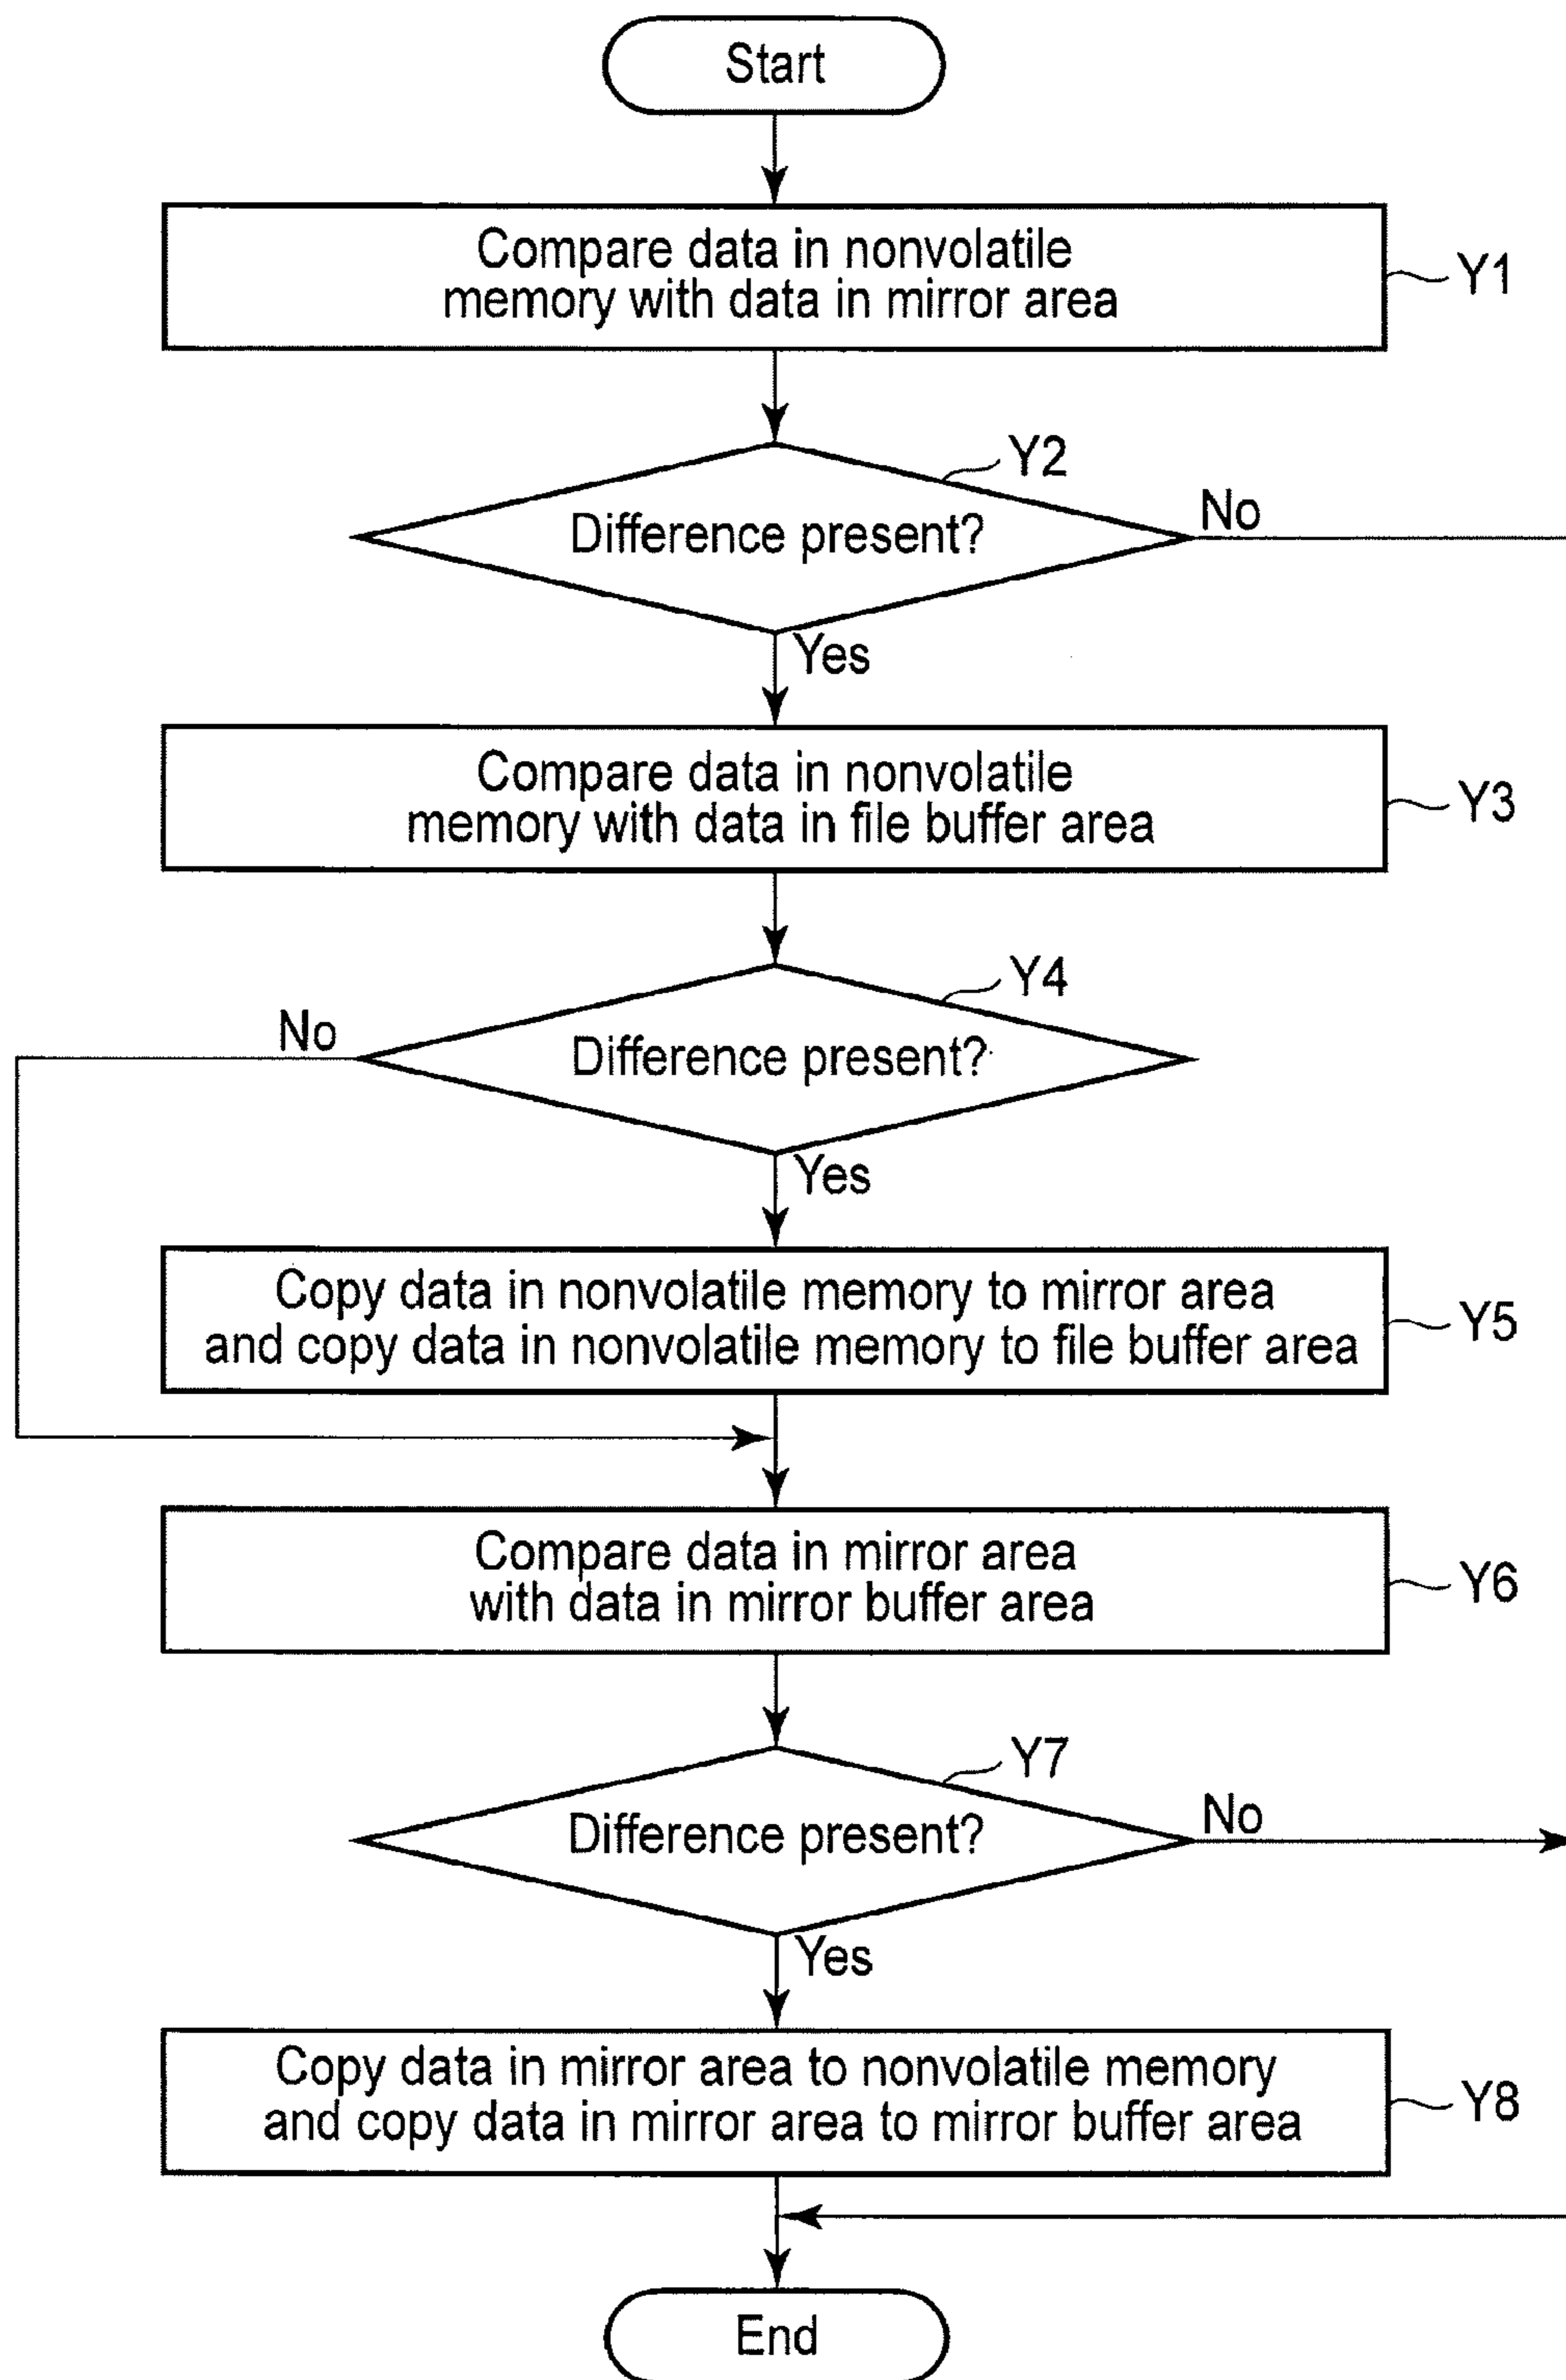 Start
Compare data in nonvolatile
memory with data in mirror area
Y1
Y2
Difference present?
No
Yes
Compare data in nonvolatile
memory with data in file buffer area
Y3
Y4
No
Difference present?
Yes
Copy data in nonvolatile memory to mirror area
and copy data in nonvolatile memory to file buffer area
Y5
Compare data in mirror area
with data in mirror buffer area
Y6
Y7
Difference present?
No
Yes
Copy data in mirror area to nonvolatile memory
and copy data in mirror area to mirror buffer area
Y8
End